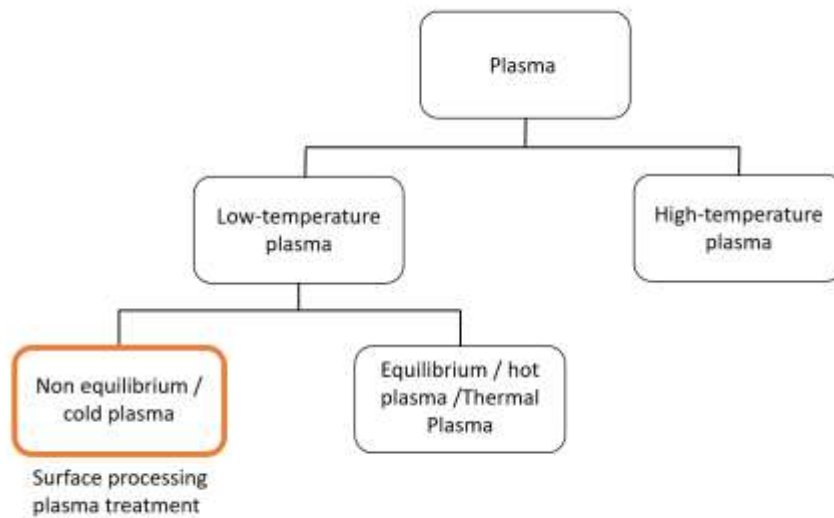 Plasma
Low-temperature
plasma
High-temperature
plasma
Non equilibrium /
cold plasma
Equilibrium / hot
plasma /Thermal
Plasma
Surface processing
plasma treatment